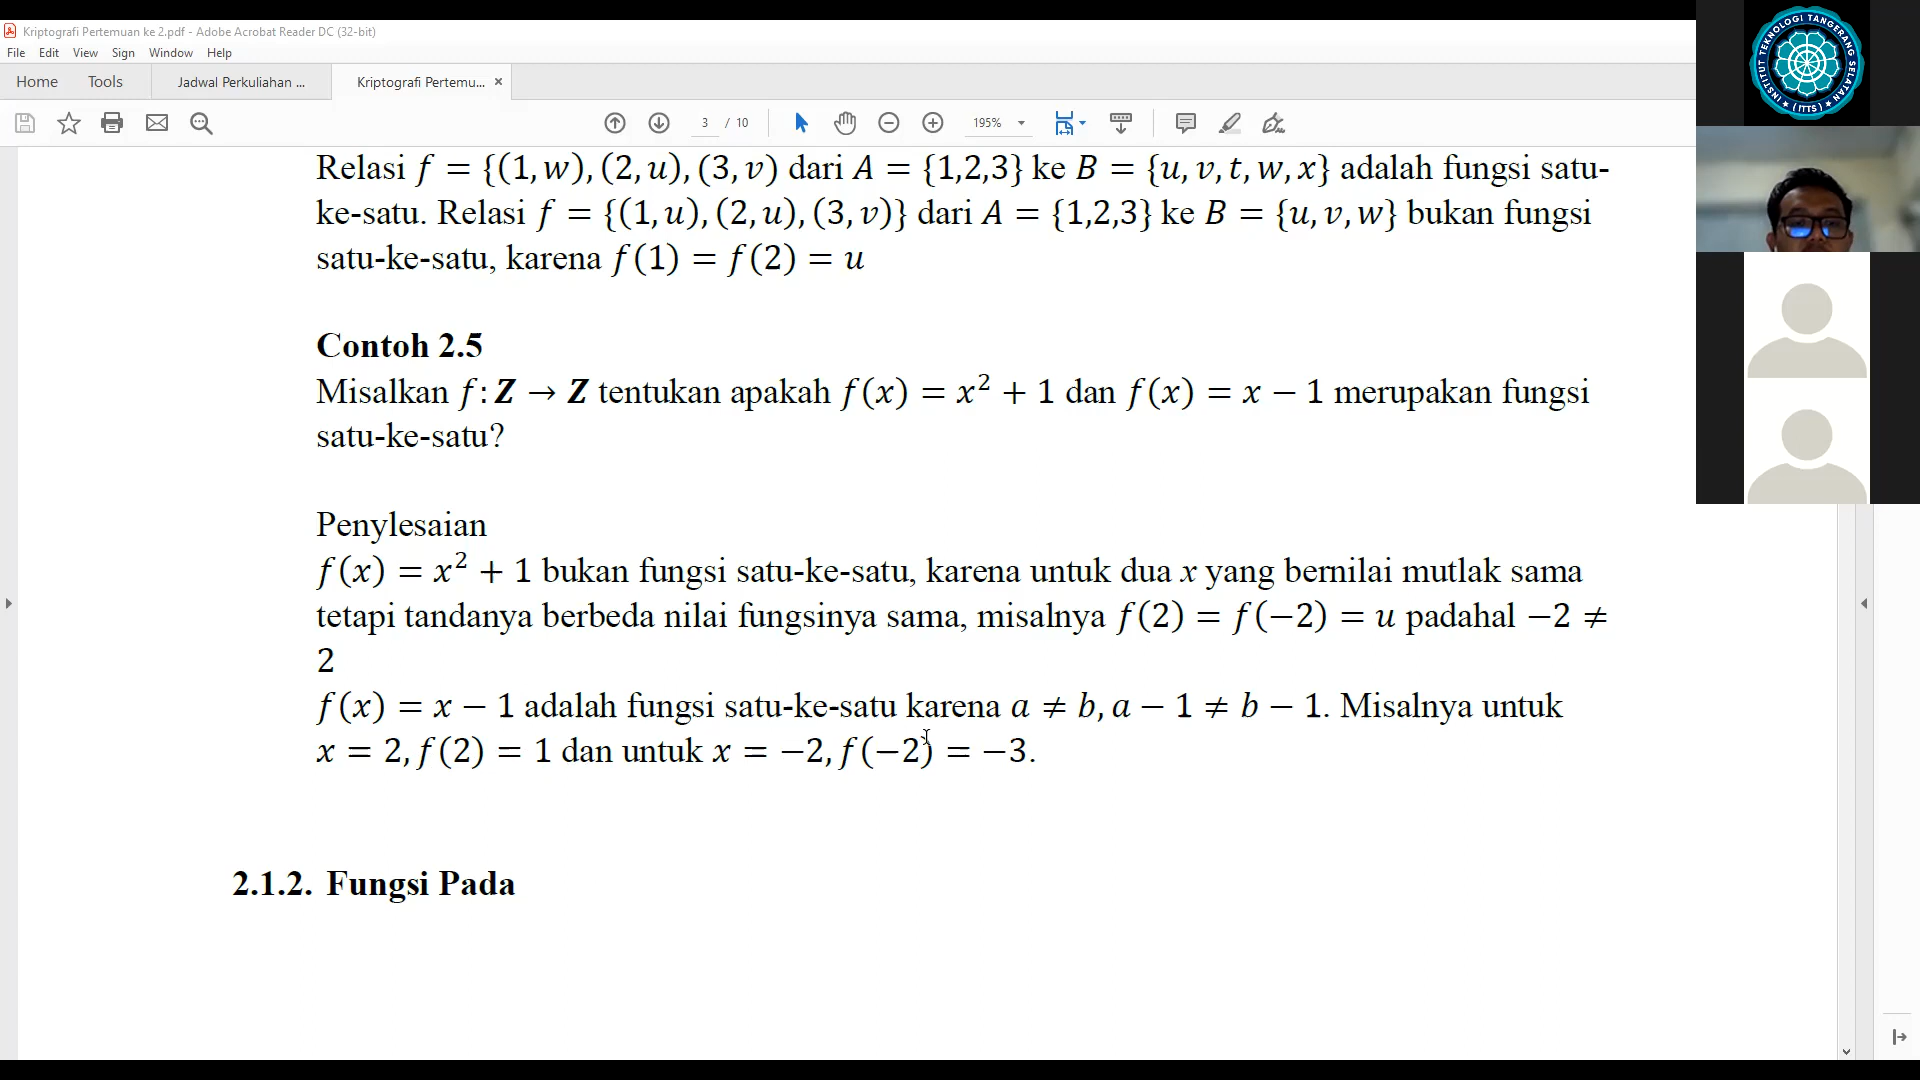 Kriptografi Pertemuan ke 2.pdf - Adobe Acrobat Reader DC (32-bit)
File Edit View Sign Window Help
Home Tools Jadwal Perkuliahan ... Kriptografi Pertemu... ×
3 / 10 195%
Relasi f = {(1, w), (2, u), (3, v) dari A = {1,2,3} ke B = {u, v, t, w, x} adalah fungsi satu-
ke-satu. Relasi f = {(1, u), (2, u), (3, v)} dari A = {1,2,3} ke B = {u, v, w} bukan fungsi
satu-ke-satu, karena f(1) = f(2) = u
Contoh 2.5
Misalkan f: Z → Z tentukan apakah f(x) = x² + 1 dan f(x) = x − 1 merupakan fungsi
satu-ke-satu?
Penylesaian
f(x) = x² + 1 bukan fungsi satu-ke-satu, karena untuk dua x yang bernilai mutlak sama
tetapi tandanya berbeda nilai fungsinya sama, misalnya f(2) = f(−2) = u padahal −2 ≠
2
f(x) = x − 1 adalah fungsi satu-ke-satu karena a ≠ b, a − 1 ≠ b − 1. Misalnya untuk
x = 2, f(2) = 1 dan untuk x = −2, f(−2) = −3.
2.1.2. Fungsi Pada
INSTITUT TEKNOLOGI TANGERANG SELATAN
(ITTS)